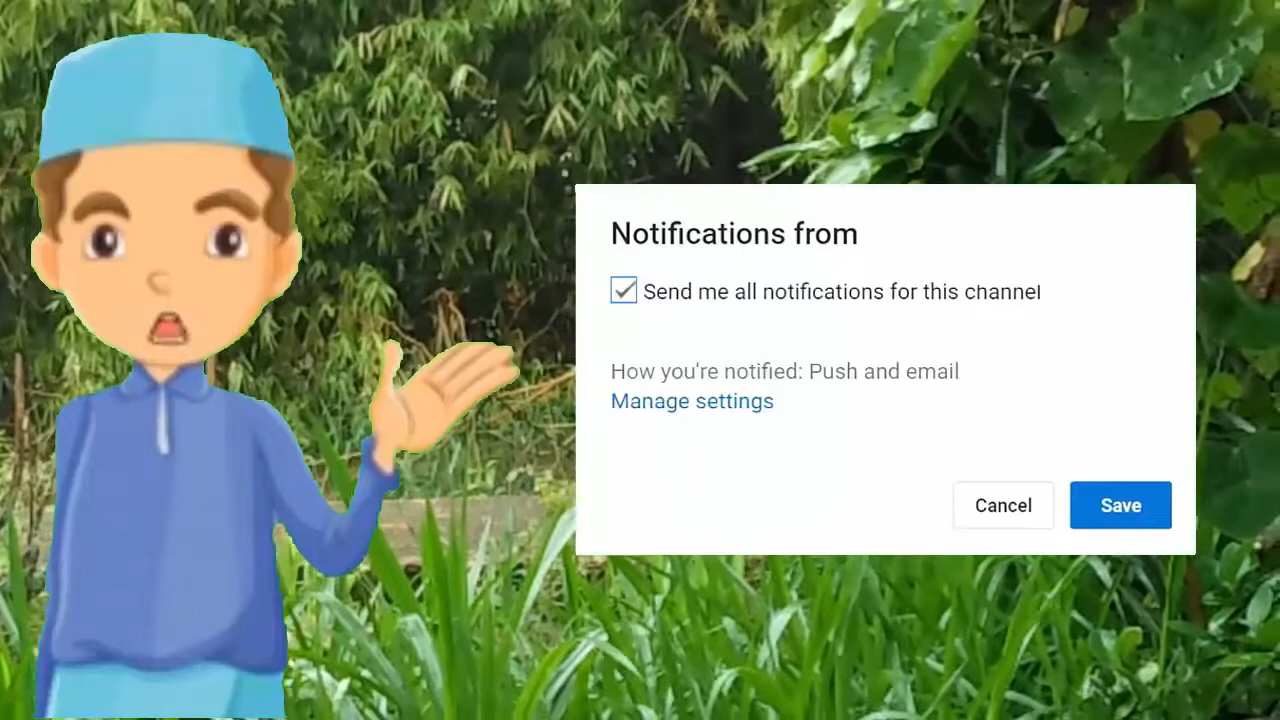 Notifications from
Send me all notifications for this channel
How you're notified: Push and email
Manage settings
Cancel
Save